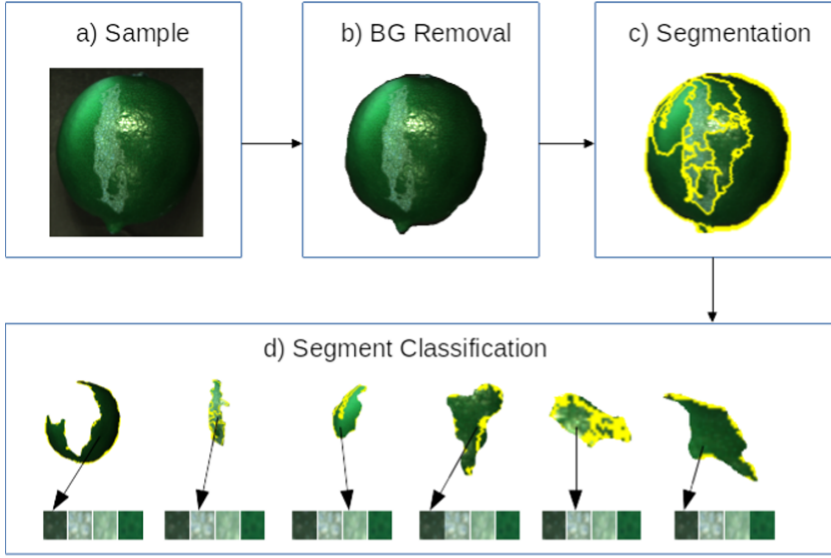 a) Sample
b) BG Removal
c) Segmentation
d) Segment Classification